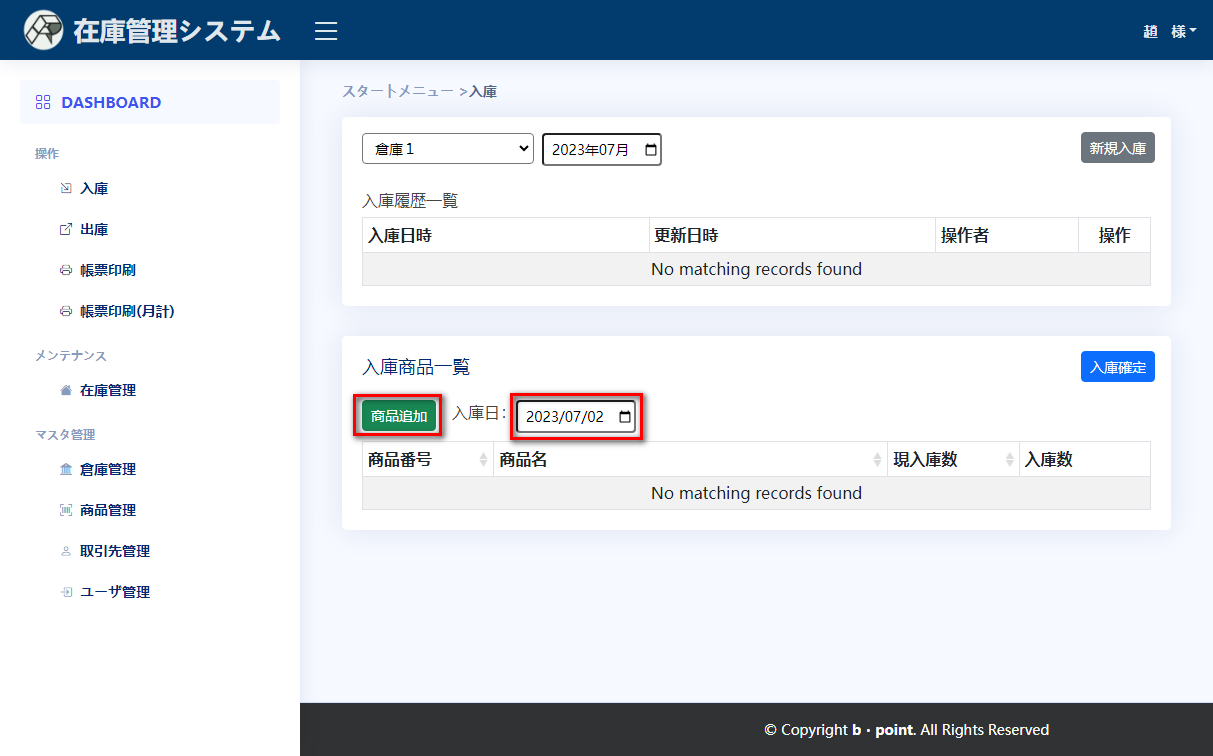 在庫管理システム
趙 様
DASHBOARD
操作
入庫
出庫
帳票印刷
帳票印刷(月計)
メンテナンス
在庫管理
マスタ管理
倉庫管理
商品管理
取引先管理
ユーザ管理
スタートメニュー >入庫
倉庫１ 2023年07月 新規入庫
入庫履歴一覧
入庫日時 更新日時 操作者 操作
No matching records found
入庫商品一覧 入庫確定
商品追加 入庫日: 2023/07/02
商品番号 商品名 現入庫数 入庫数
No matching records found
© Copyright b・point. All Rights Reserved